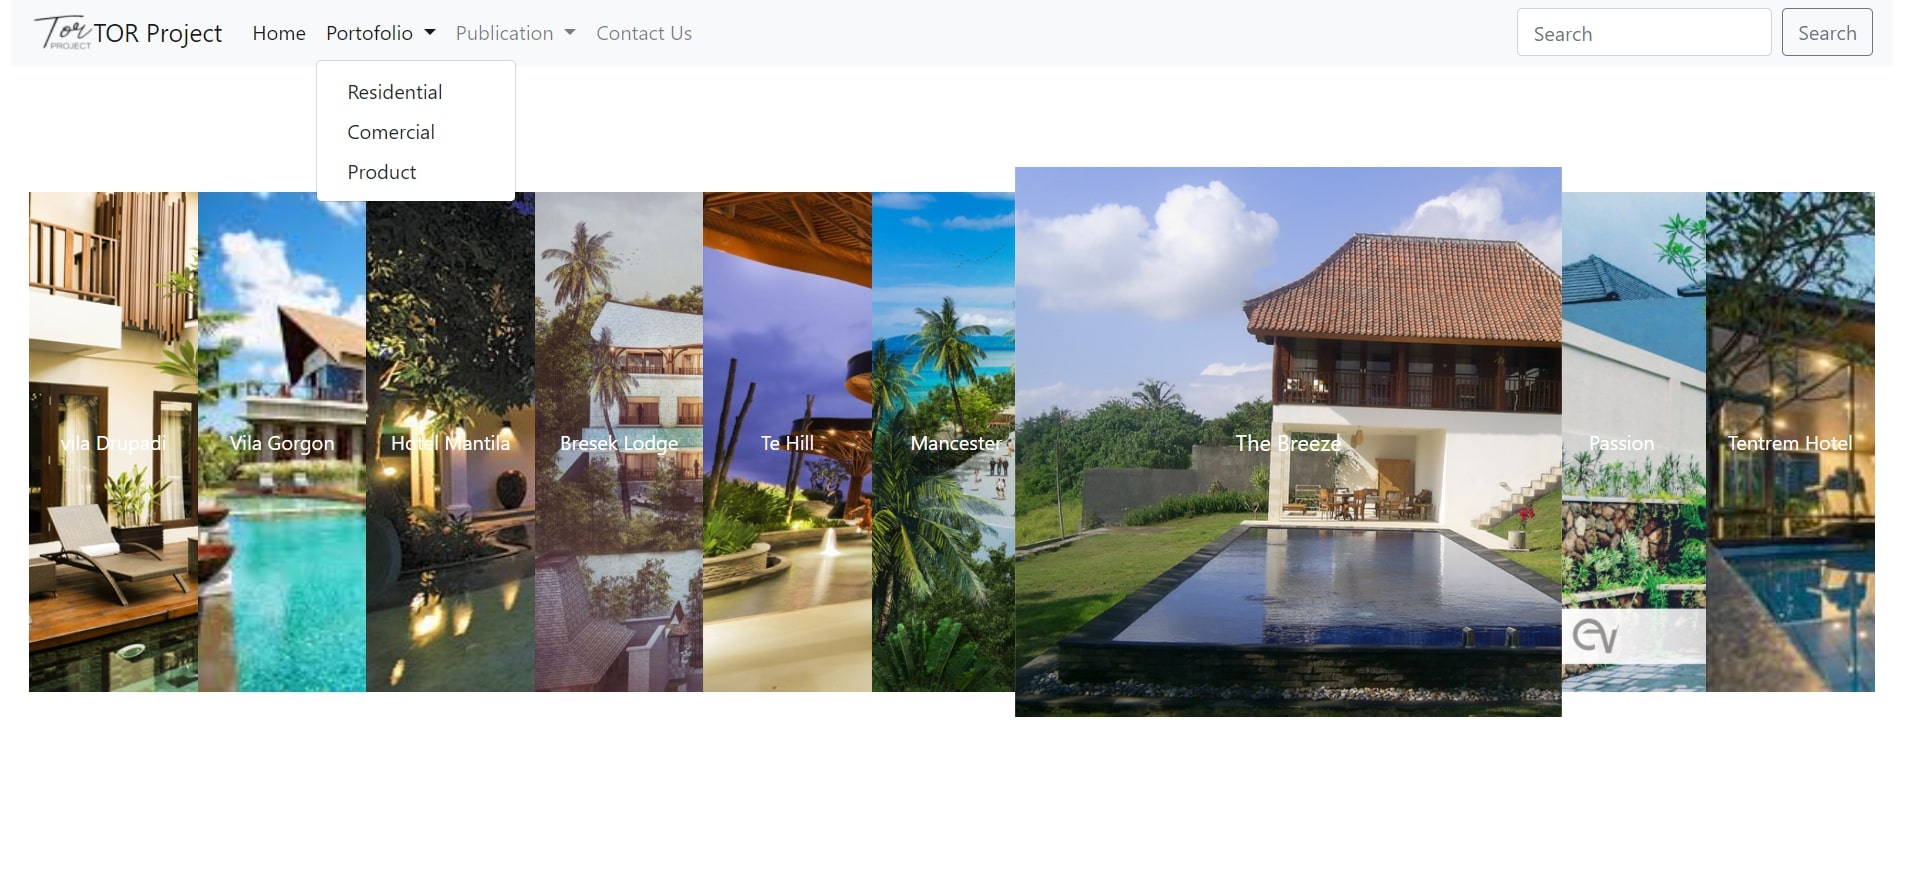 Tor
PROJECT
TOR Project
Home
Portofolio
Publication
Contact Us
Search
Search
Residential
Comercial
Product
vila Drupadi
Vila Gorgon
Hotel Mantila
Bresek Lodge
Te Hill
Mancester
The Breeze
Passion
Tentrem Hotel
ev